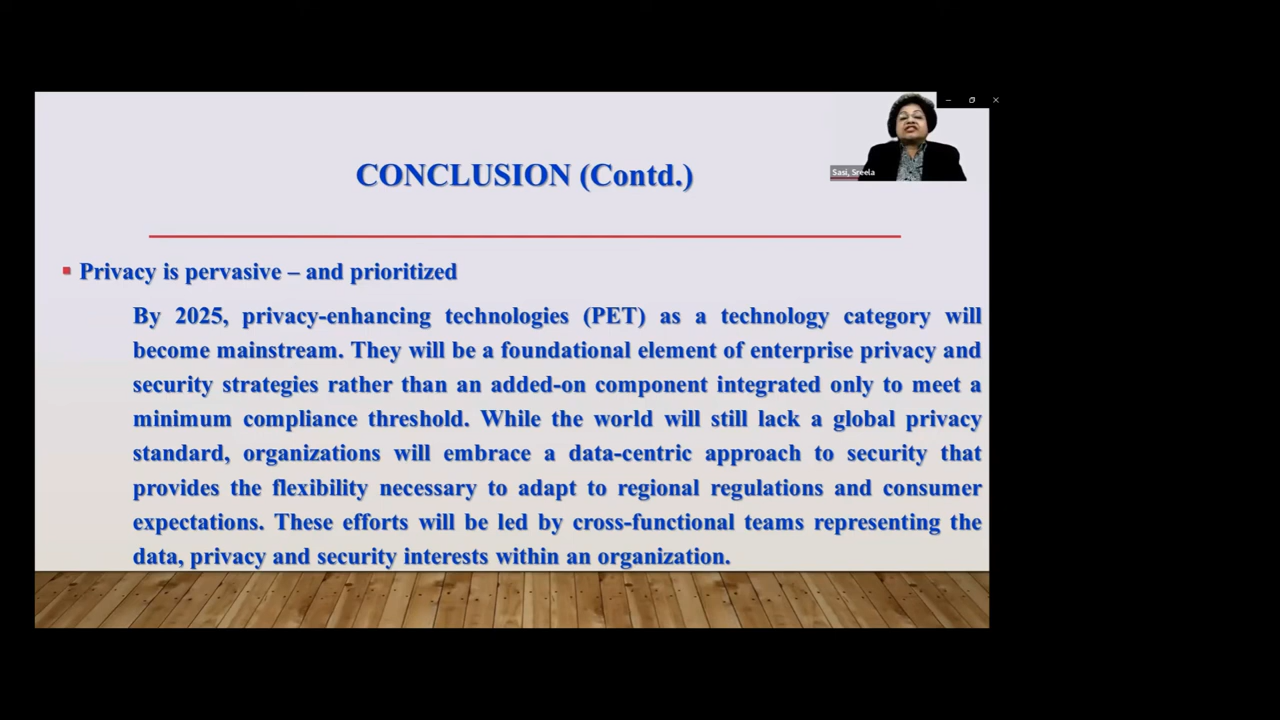 CONCLUSION (Contd.)
Sasi, Sreela
Privacy is pervasive – and prioritized
By 2025, privacy-enhancing technologies (PET) as a technology category will
become mainstream. They will be a foundational element of enterprise privacy and
security strategies rather than an added-on component integrated only to meet a
minimum compliance threshold. While the world will still lack a global privacy
standard, organizations will embrace a data-centric approach to security that
provides the flexibility necessary to adapt to regional regulations and consumer
expectations. These efforts will be led by cross-functional teams representing the
data, privacy and security interests within an organization.